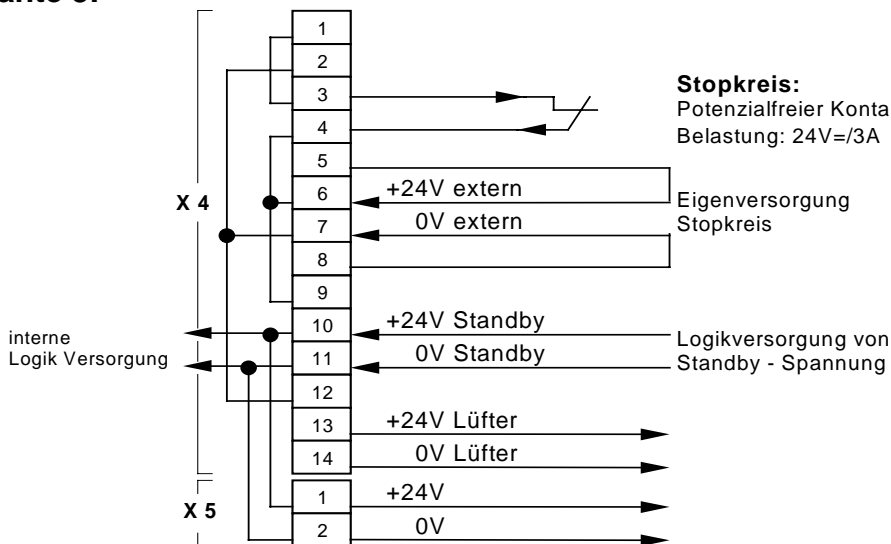 1
2
3
4
5
6
7
8
9
10
11
12
13
14
1
2
X 4
X 5
Stopkreis:
Potenzialfreier Konta
Belastung: 24V=/3A
+24V extern
0V extern
Eigenversorgung
Stopkreis
interne
Logik Versorgung
+24V Standby
0V Standby
Logikversorgung von
Standby - Spannung
+24V Lüfter
0V Lüfter
+24V
0V